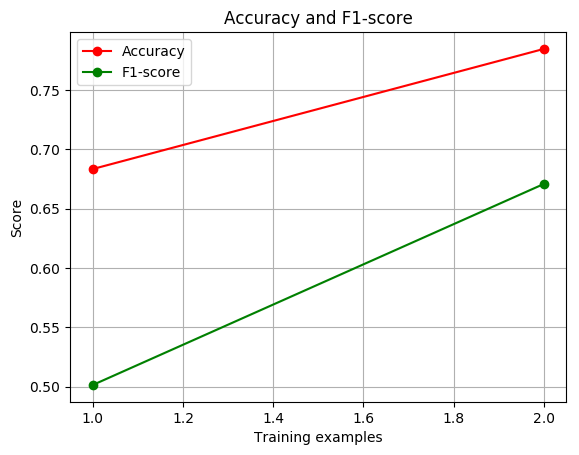 Accuracy and F1-score
Accuracy
F1-score
Score
0.75
0.70
0.65
0.60
0.55
0.50
1.0 1.2 1.4 1.6 1.8 2.0
Training examples